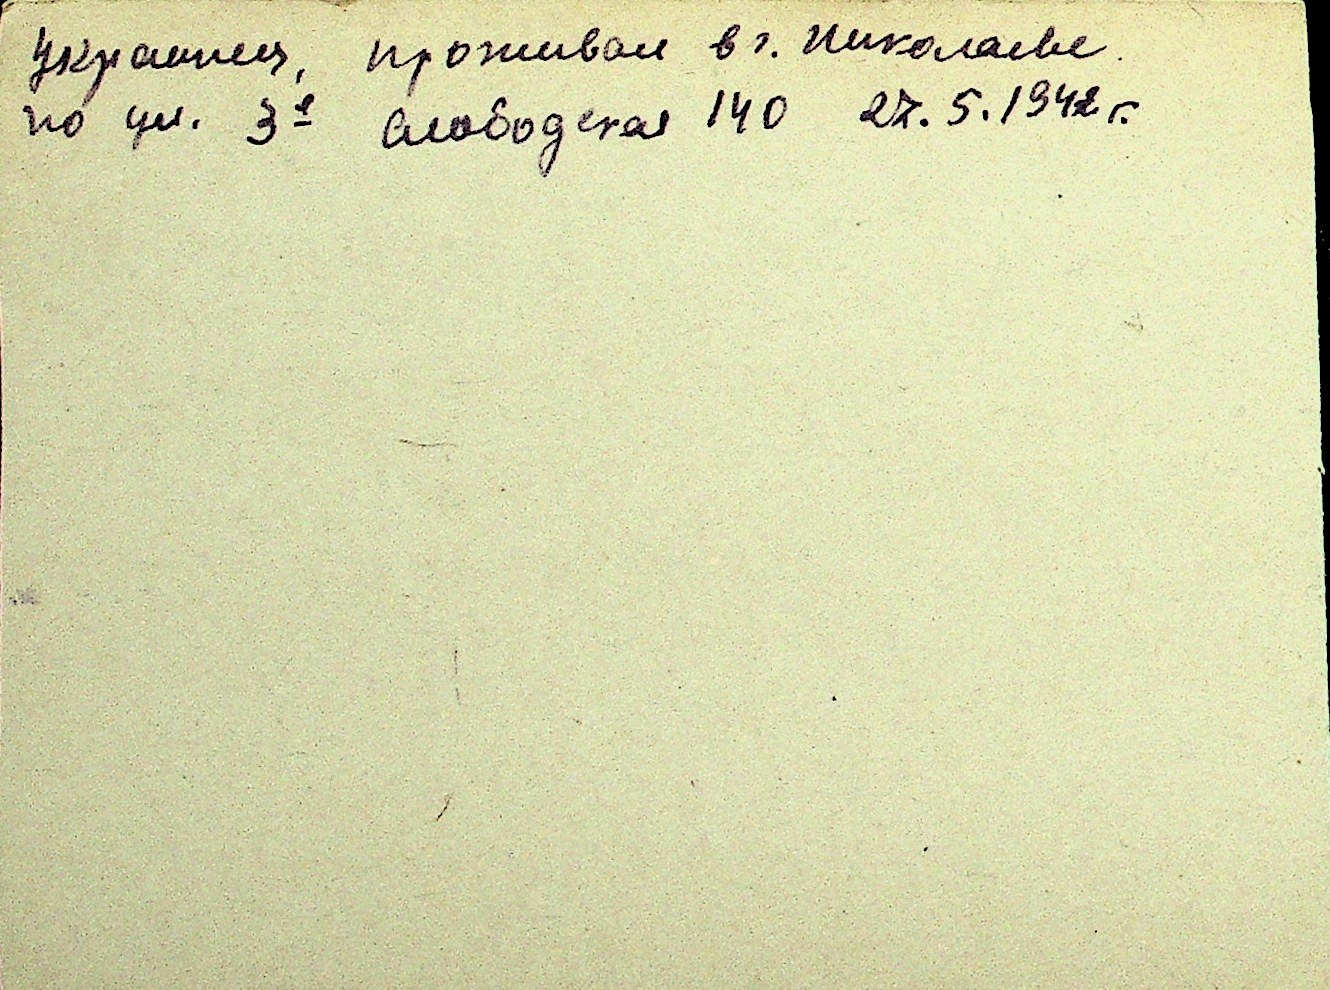 украинец, проживал в г. Николаеве
по ул. 3я Слободская 140 27.5.1942 г.